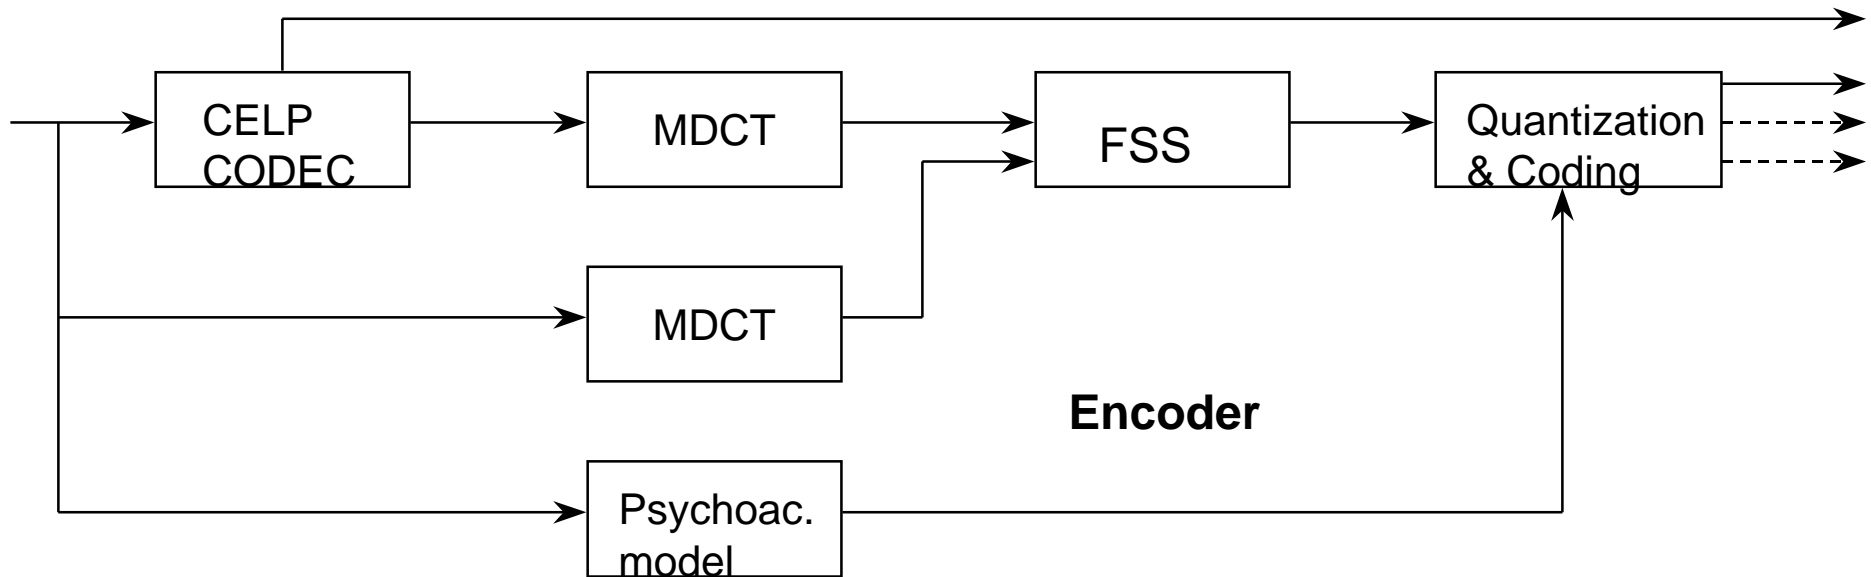 CELP
CODEC
MDCT
FSS
Quantization
& Coding
MDCT
Encoder
Psychoac.
model